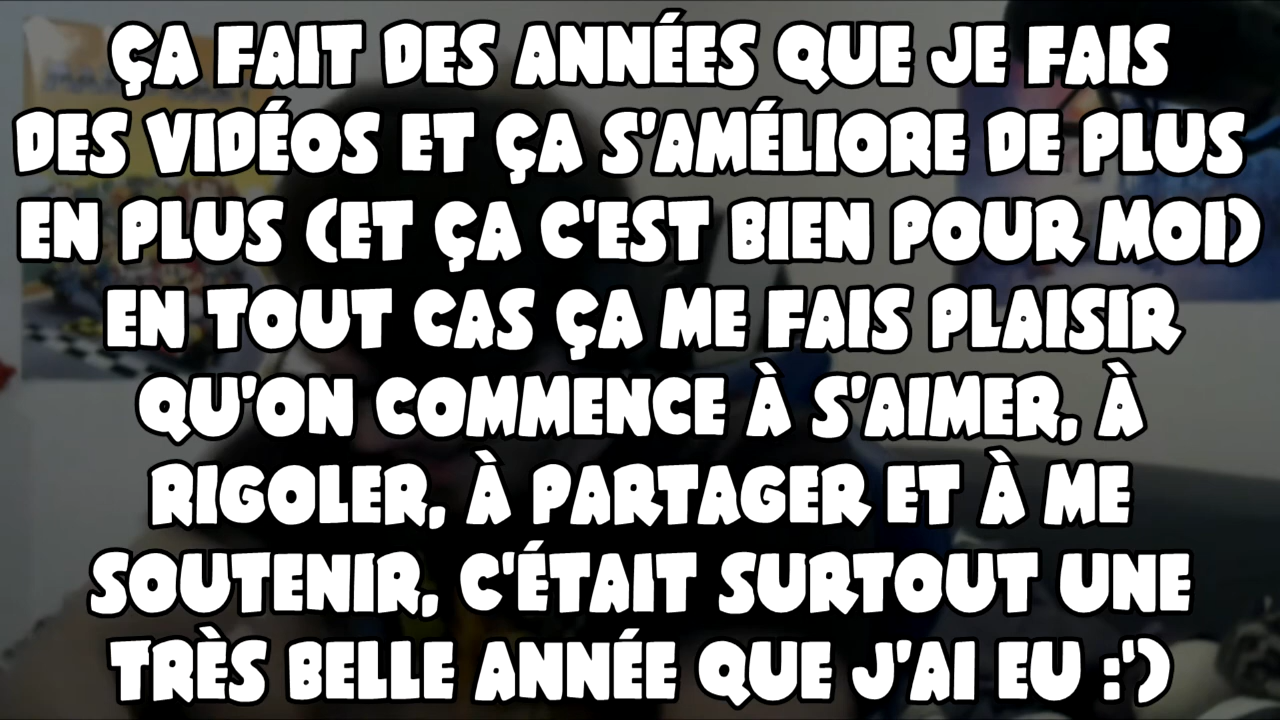 ÇA FAIT DES ANNÉES QUE JE FAIS
DES VIDÉOS ET ÇA S'AMÉLIORE DE PLUS
EN PLUS (ET ÇA C'EST BIEN POUR MOI)
EN TOUT CAS ÇA ME FAIS PLAISIR
QU'ON COMMENCE À S'AIMER, À
RIGOLER, À PARTAGER ET À ME
SOUTENIR, C'ÉTAIT SURTOUT UNE
TRÈS BELLE ANNÉE QUE J'AI EU :')